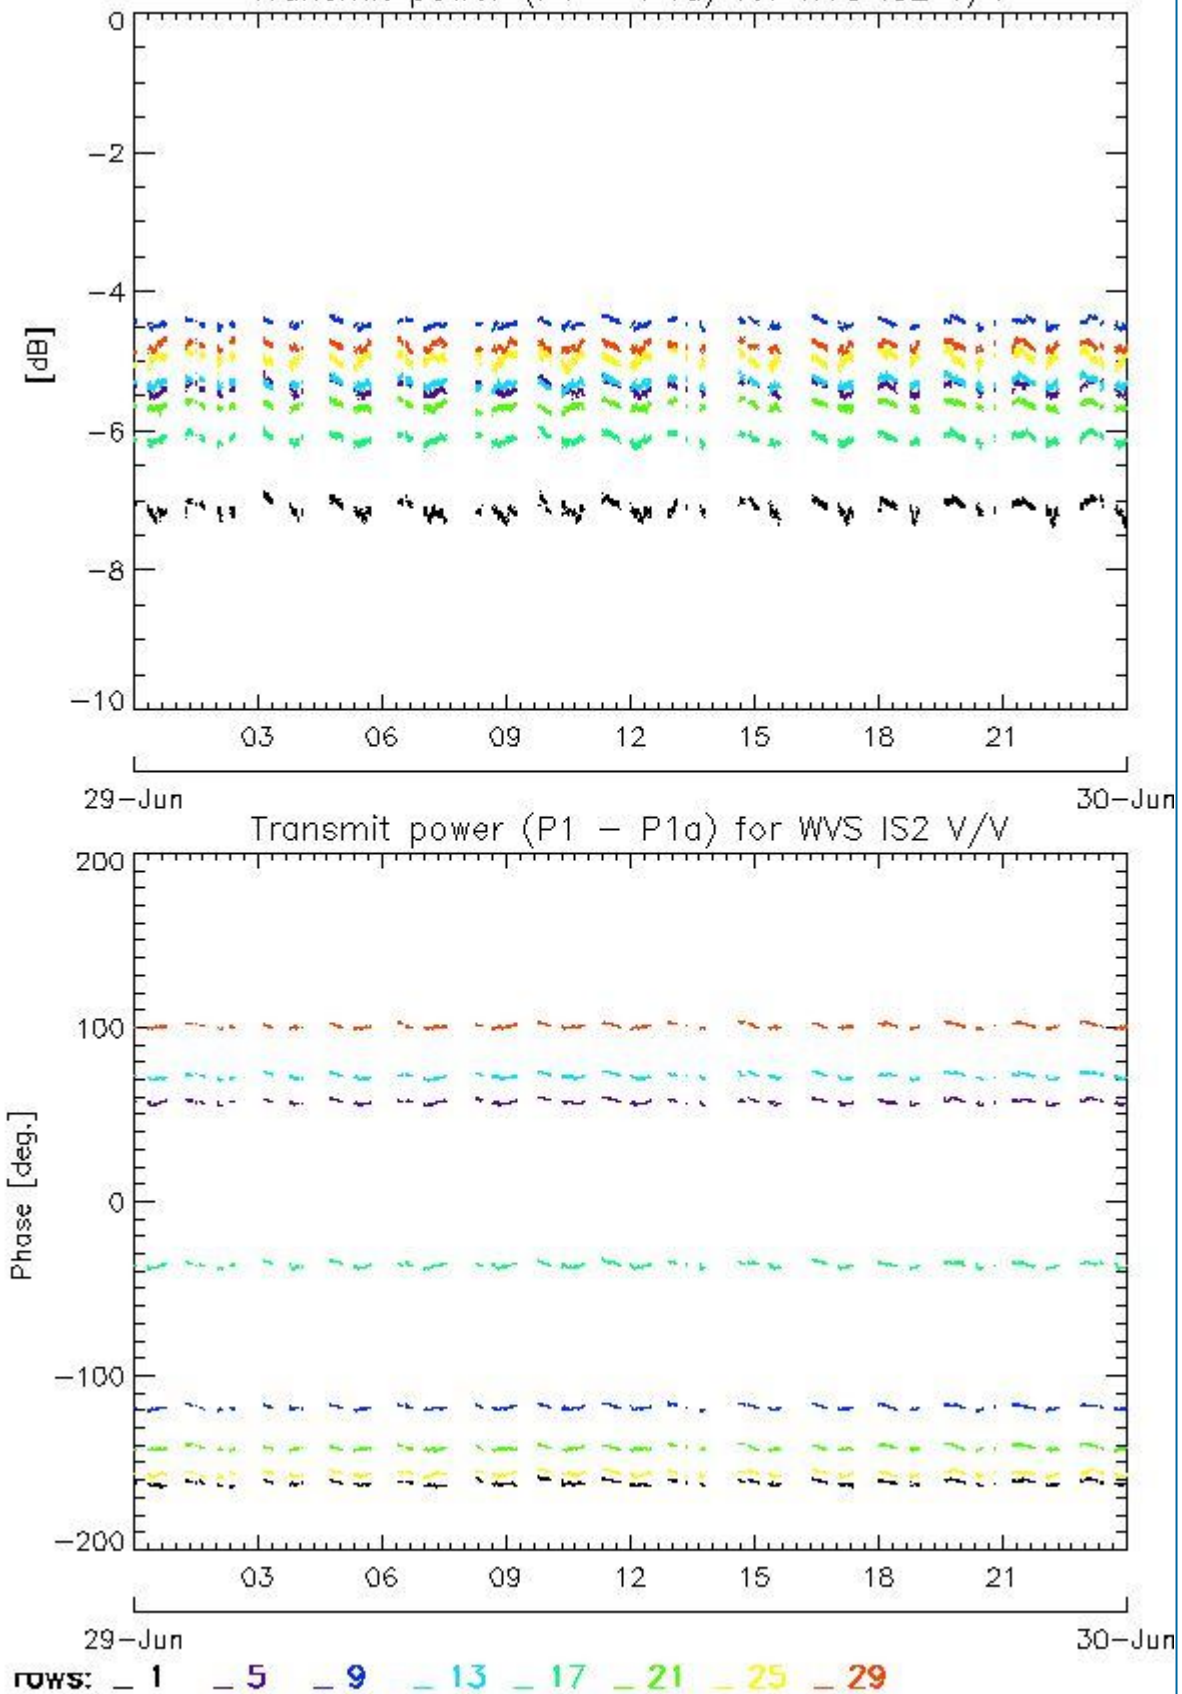 0
-2
-4
[dB]
-6
-8
-10
03 06 09 12 15 18 21
29-Jun 30-Jun
Transmit power (P1 - P1a) for WVS IS2 V/V
200
100
Phase [deg.]
0
-100
-200
03 06 09 12 15 18 21
29-Jun 30-Jun
rows: _ 1 _ 5 _ 9 _ 13 _ 17 _ 21 _ 25 _ 29